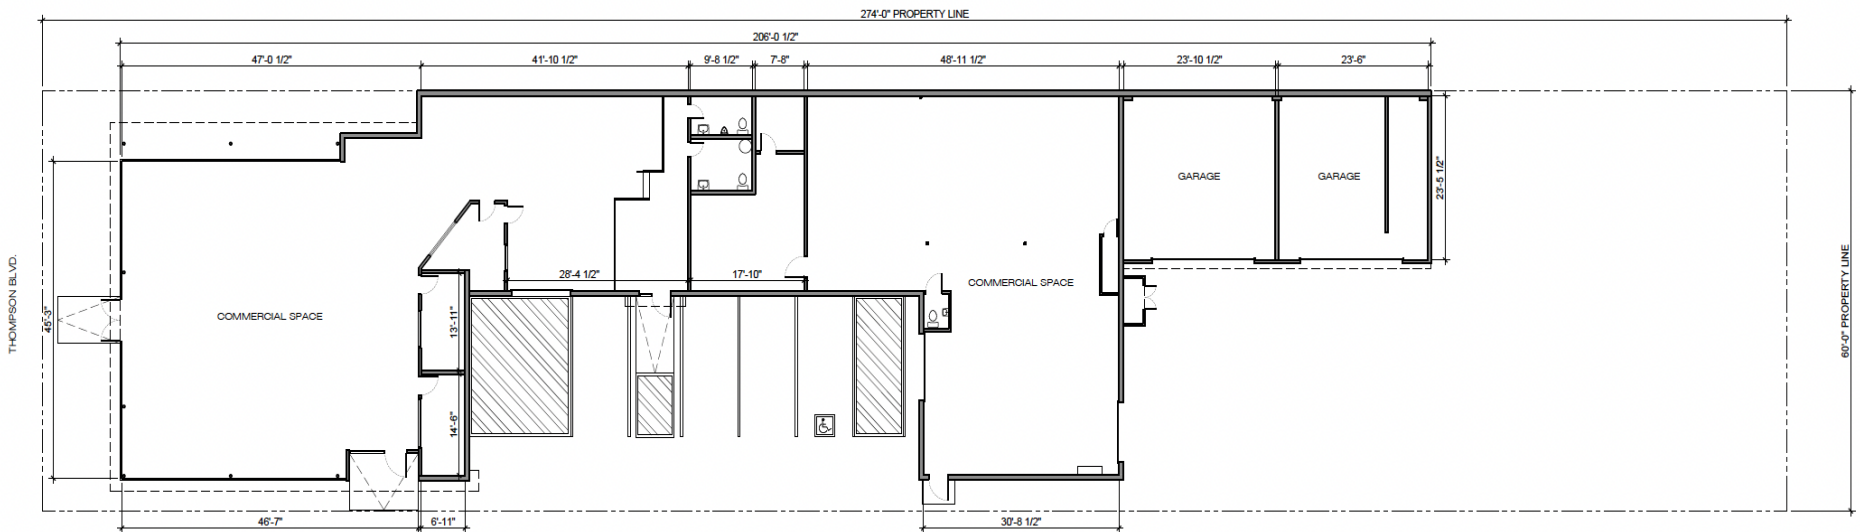 274'-0" PROPERTY LINE
206'-0 1/2"
47'-0 1/2"
41'-10 1/2"
9'-8 1/2"
7'-8"
48'-11 1/2"
23'-10 1/2"
23'-6"
GARAGE
GARAGE
23'-5 1/2"
28'-4 1/2"
17'-10"
COMMERCIAL SPACE
THOMPSON BLVD.
45'-3"
COMMERCIAL SPACE
13'-11"
60'-0" PROPERTY LINE
14'-6"
46'-7"
6'-11"
30'-8 1/2"